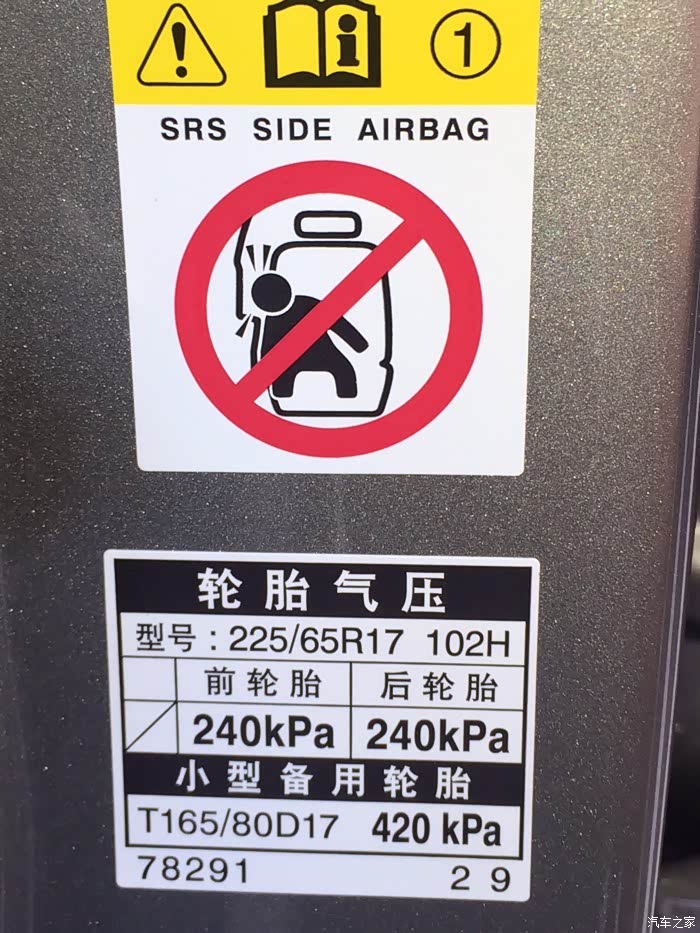 ①
SRS SIDE AIRBAG
轮胎气压
型号:225/65R17 102H
前轮胎 后轮胎
240kPa 240kPa
小型备用轮胎
T165/80D17 420 kPa
78291 2 9
汽车之家